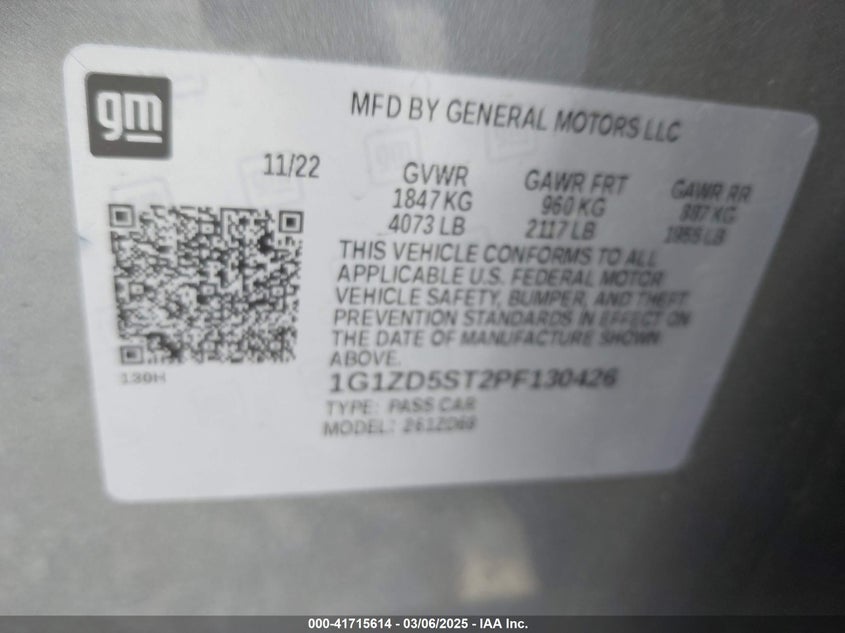 gm
MFD BY GENERAL MOTORS LLC
11/22
GVWR
1847 KG
4073 LB
GAWR FRT
960 KG
2117 LB
GAWR RR
887 KG
1955 LB
THIS VEHICLE CONFORMS TO ALL
APPLICABLE U.S. FEDERAL MOTOR
VEHICLE SAFETY, BUMPER, AND THEFT
PREVENTION STANDARDS IN EFFECT ON
THE DATE OF MANUFACTURE SHOWN
ABOVE.
130H
1G1ZD5ST2PF130426
TYPE: PASS CAR
MODEL: 261ZD69
000-41715614 - 03/06/2025 - IAA Inc.